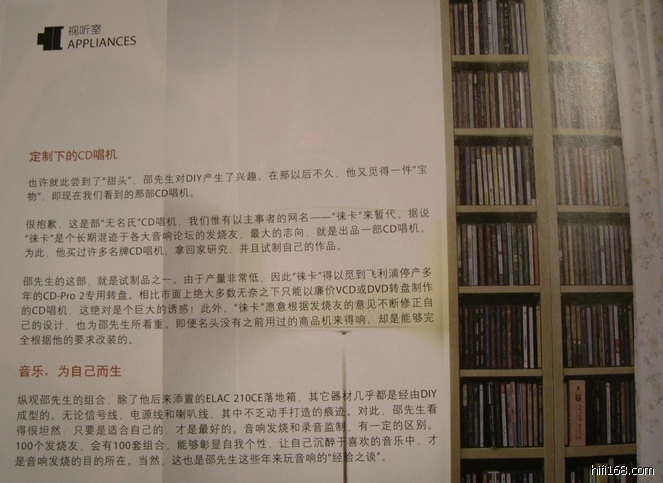 视听室
APPLIANCES
定制下的CD唱机
也许就此尝到了“甜头”，邵先生对DIY产生了兴趣。在那以后不久，他又觅得一件“宝
物”，即现在我们看到的那部CD唱机。
很抱歉，这是部“无名氏”CD唱机，我们惟有以主事者的网名——“徕卡”来暂代。据说
“徕卡”是个长期混迹于各大音响论坛的发烧友，最大的志向，就是出品一部CD唱机。
为此，他买过许多名牌CD唱机，拿回家研究，并且试制自己的作品。
邵先生的这部，就是试制品之一。由于产量非常低，因此“徕卡”得以觅到飞利浦停产多
年的CD-Pro 2专用转盘。相比市面上绝大多数无奈之下只能以廉价VCD或DVD转盘制作
的CD唱机，这绝对是个巨大的诱惑！此外，“徕卡”愿意根据发烧友的意见不断修正自
己的设计，也为邵先生所看重。即便名头没有之前用过的商品机来得响，却是能够完
全根据他的要求改装的。
音乐，为自己而生
纵观邵先生的组合，除了他后来添置的ELAC 210CE落地箱，其它器材几乎都是经由DIY
成型的。无论信号线、电源线和喇叭线，其中不乏动手打造的痕迹。对此，邵先生看
得很坦然，只要是适合自己的，才是最好的。音响发烧和录音监制，有一定的区别。
100个发烧友，会有100套组合，能够彰显自我个性，让自己沉醉于喜欢的音乐中，才
是音响发烧的目的所在。当然，这也是邵先生这些年来玩音响的“经验之谈”。
hifi168.com